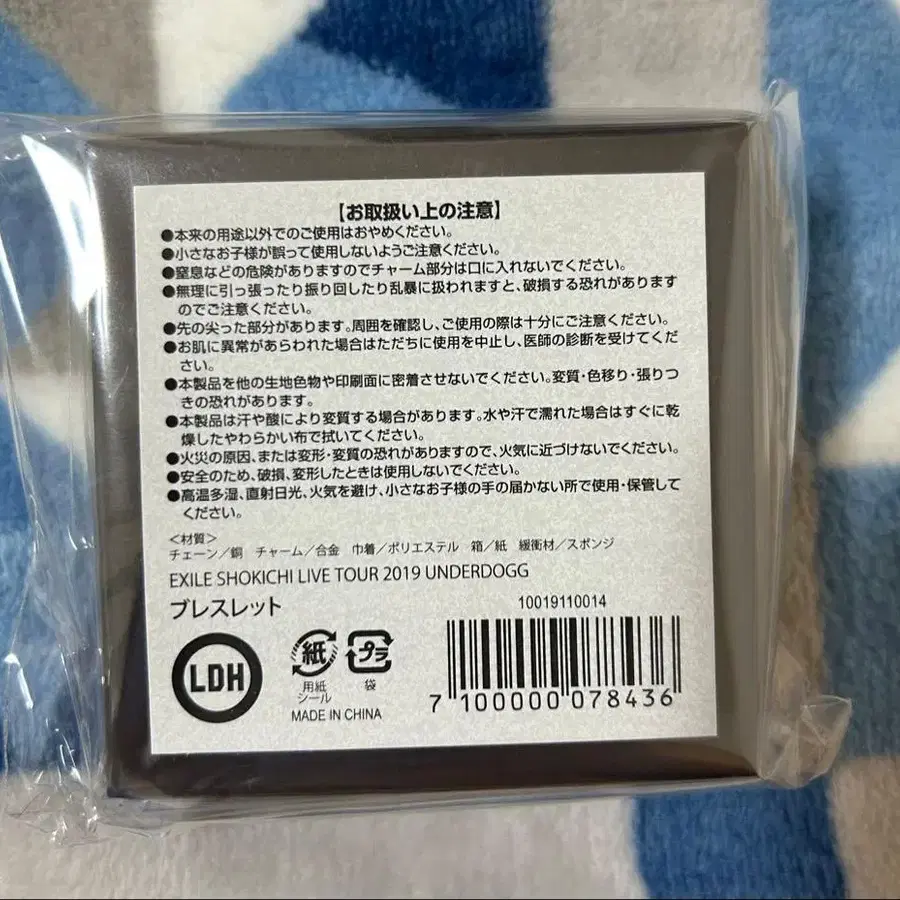 【お取扱い上の注意】
●本来の用途以外でのご使用はおやめください。
●小さなお子様が誤って使用しないようご注意ください。
●窒息などの危険がありますのでチャーム部分は口に入れないでください。
●無理に引っ張ったり振り回したり乱暴に扱われますと、破損する恐れがあります
のでご注意ください。
●先の尖った部分があります。周囲を確認し、ご使用の際は十分にご注意ください。
●お肌に異常があらわれた場合はただちに使用を中止し、医師の診断を受けてくだ
さい。
●本製品を他の生地色物や印刷面に密着させないでください。変質・色移り・張りつ
きの恐れがあります。
●本製品は汗や酸により変質する場合があります。水や汗で濡れた場合はすぐに乾
燥したやわらかい布で拭いてください。
●火災の原因、または変形・変質の恐れがありますので、火気に近づけないでください。
●安全のため、破損、変形したときは使用しないでください。
●高温多湿、直射日光、火気を避け、小さなお子様の手の届かない所で使用・保管して
ください。
＜材質＞
チェーン／銅 チャーム／合金 巾着／ポリエステル 箱／紙 緩衝材／スポンジ
EXILE SHOKICHI LIVE TOUR 2019 UNDERDOGG
ブレスレット
10019110014
LDH
紙
プラ
用紙
シール
袋
MADE IN CHINA
7 100000 078436